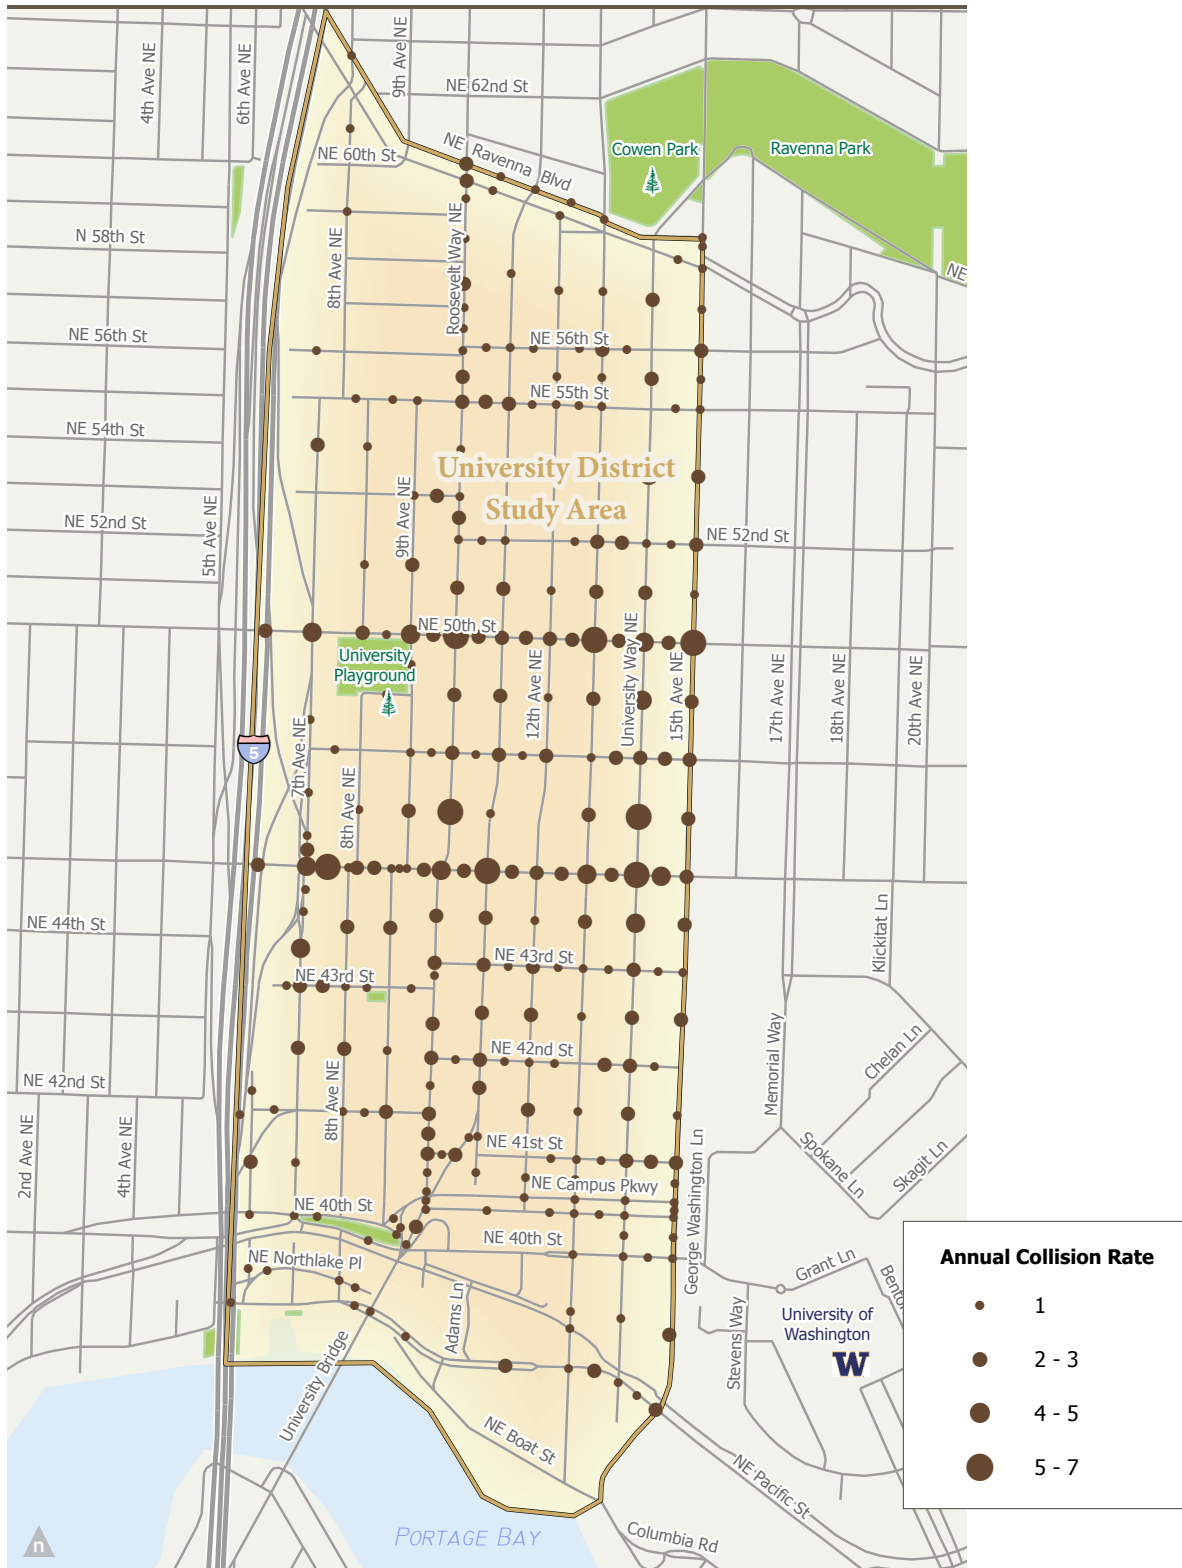 4th Ave NE
6th Ave NE
9th Ave NE
NE 62nd St
NE Ravenna Blvd
Cowen Park
Ravenna Park
NE 60th St
N 58th St
8th Ave NE
Roosevelt Way NE
NE
NE 56th St
NE 56th St
NE 55th St
NE 54th St
University District
Study Area
5th Ave NE
9th Ave NE
NE 52nd St
NE 52nd St
NE 50th St
University
Playground
12th Ave NE
University Way NE
15th Ave NE
17th Ave NE
18th Ave NE
20th Ave NE
5
7th Ave NE
8th Ave NE
NE 44th St
Klickitat Ln
NE 43rd St
NE 43rd St
Memorial Way
Chelan Ln
NE 42nd St
NE 42nd St
8th Ave NE
2nd Ave NE
4th Ave NE
NE 41st St
George Washington Ln
Spokane Ln
Skagit Ln
NE Campus Pkwy
NE 40th St
NE 40th St
NE Northlake Pl
Grant Ln
Adams Ln
Stevens Way
University of
Washington
W
University Bridge
NE Boat St
NE Pacific St
Columbia Rd
PORTAGE BAY
n
Annual Collision Rate
1
2 - 3
4 - 5
5 - 7